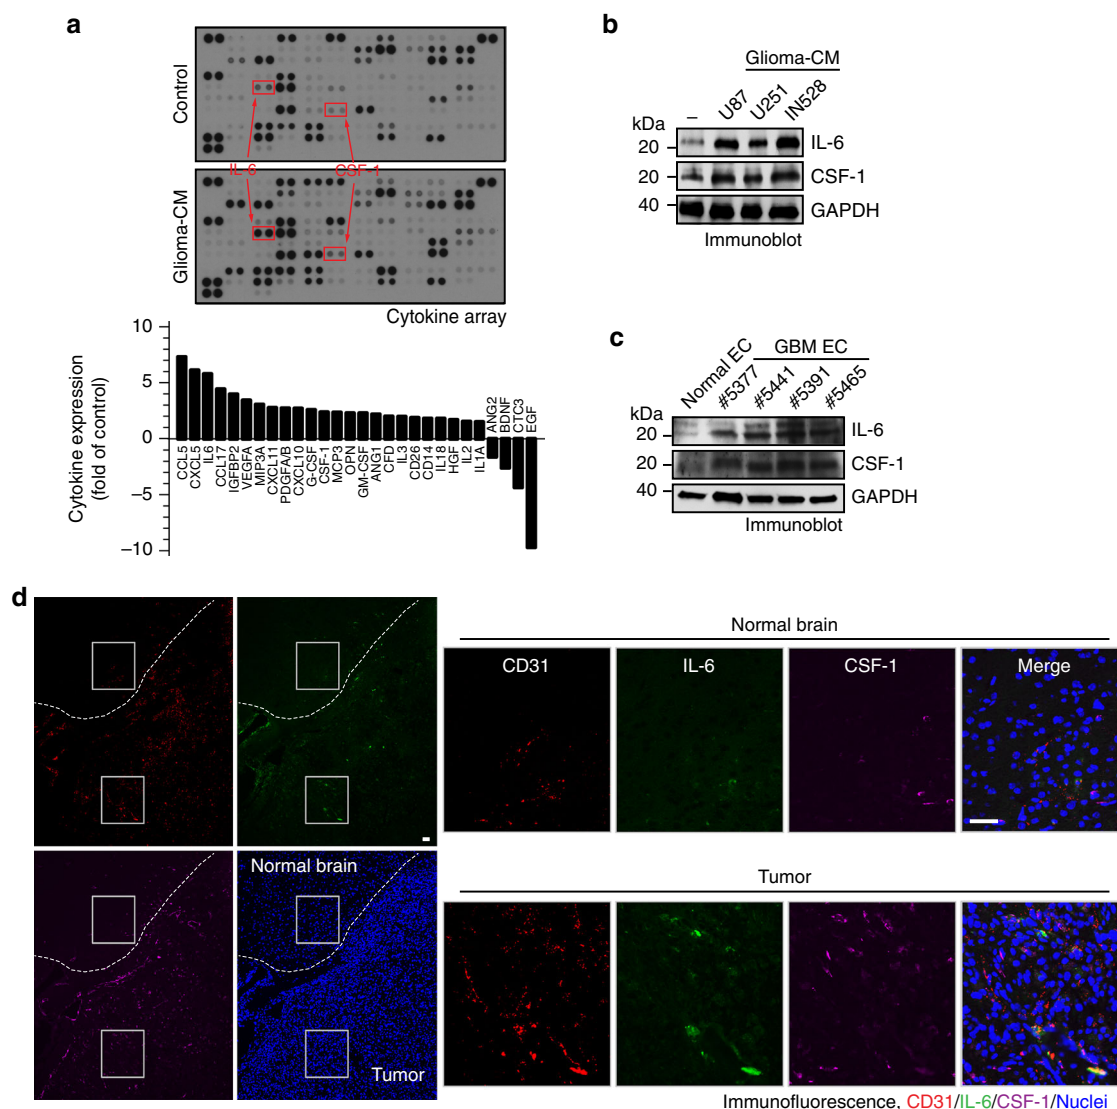 a
Control
IL-6
CSF-1
Glioma-CM
Cytokine array
Cytokine expression
(fold of control)
10
5
0
−5
−10
CCL5
CXCL5
IL6
CCL17
IGFBP2
VEGFA
MIP3A
CXCL11
PDGFA/B
CXCL10
G-CSF
CSF-1
MCP3
OPN
GM-CSF
ANG1
CFD
IL3
CD26
CD14
IL18
HGF
IL2
IL1A
ANG2
BDNF
CTC3
EGF
b
Glioma-CM
– U87 U251 IN528
kDa
20 IL-6
20 CSF-1
40 GAPDH
Immunoblot
c
GBM EC
Normal EC #5377 #5441 #5391 #5465
kDa
20 IL-6
20 CSF-1
40 GAPDH
Immunoblot
d
Normal brain
Tumor
Normal brain
CD31 IL-6 CSF-1 Merge
Tumor
Immunofluorescence, CD31/IL-6/CSF-1/Nuclei